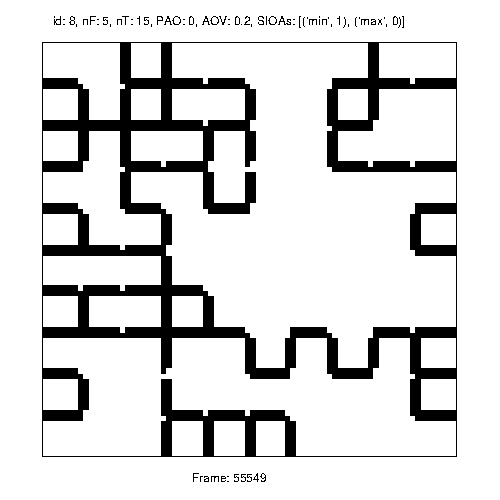 id: 8, nF: 5, nT: 15, PAO: 0, AOV: 0.2, SIOAs: [('min', 1), ('max', 0)]
Frame: 55549